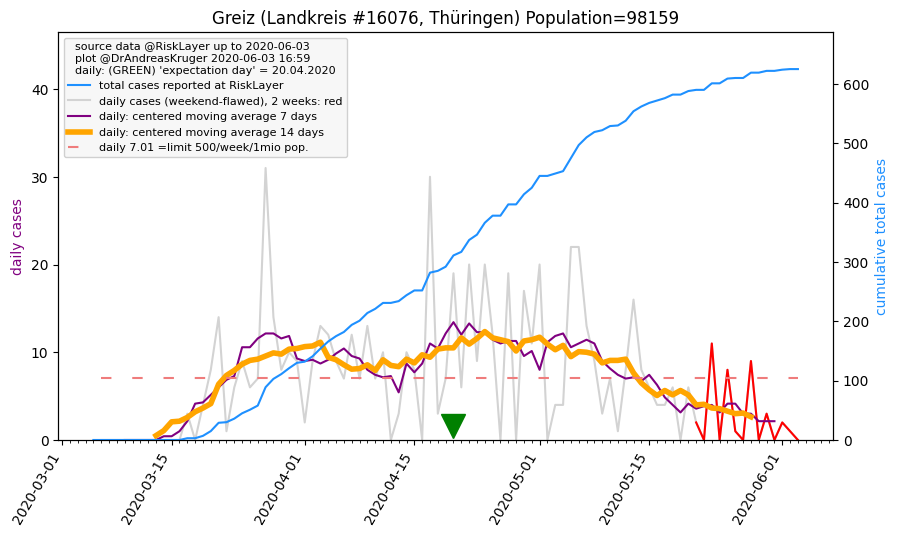 Greiz (Landkreis #16076, Thüringen) Population=98159
source data @RiskLayer up to 2020-06-03
plot @DrAndreasKruger 2020-06-03 16:59
daily: (GREEN) 'expectation day' = 20.04.2020
total cases reported at RiskLayer
daily cases (weekend-flawed), 2 weeks: red
daily: centered moving average 7 days
daily: centered moving average 14 days
daily 7.01 =limit 500/week/1mio pop.
daily cases
40
30
20
10
0
cumulative total cases
600
500
400
300
200
100
0
2020-03-01
2020-03-15
2020-04-01
2020-04-15
2020-05-01
2020-05-15
2020-06-01